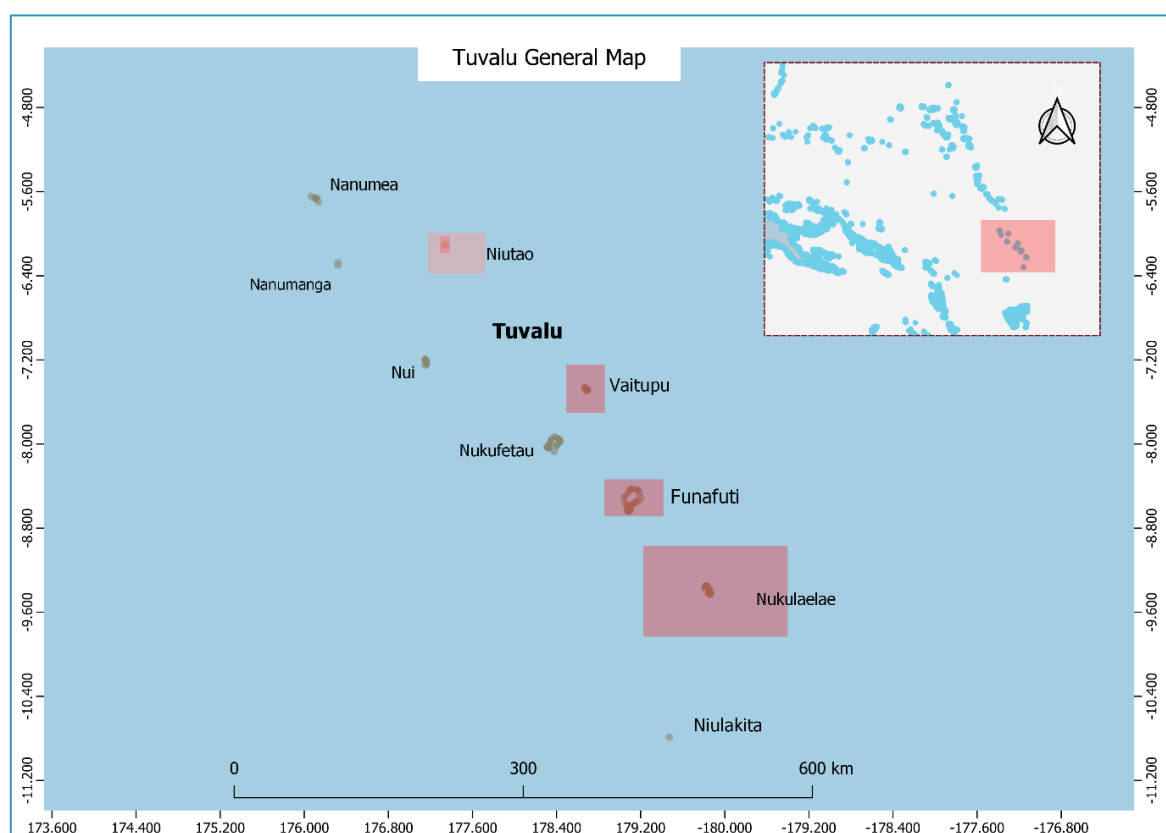 Tuvalu General Map
N
-4.800
-4.800
Nanumea
-5.600
-5.600
Niutao
Nanumanga
-6.400
-6.400
Tuvalu
-7.200
-7.200
Nui
Vaitupu
Nukufetau
-8.000
-8.000
Funafuti
-8.800
-8.800
Nukulaelae
-9.600
-9.600
-10.400
-10.400
Niulakita
0 300 600 km
-11.200
-11.200
173.600 174.400 175.200 176.000 176.800 177.600 178.400 179.200 -180.000 -179.200 -178.400 -177.600 -176.800